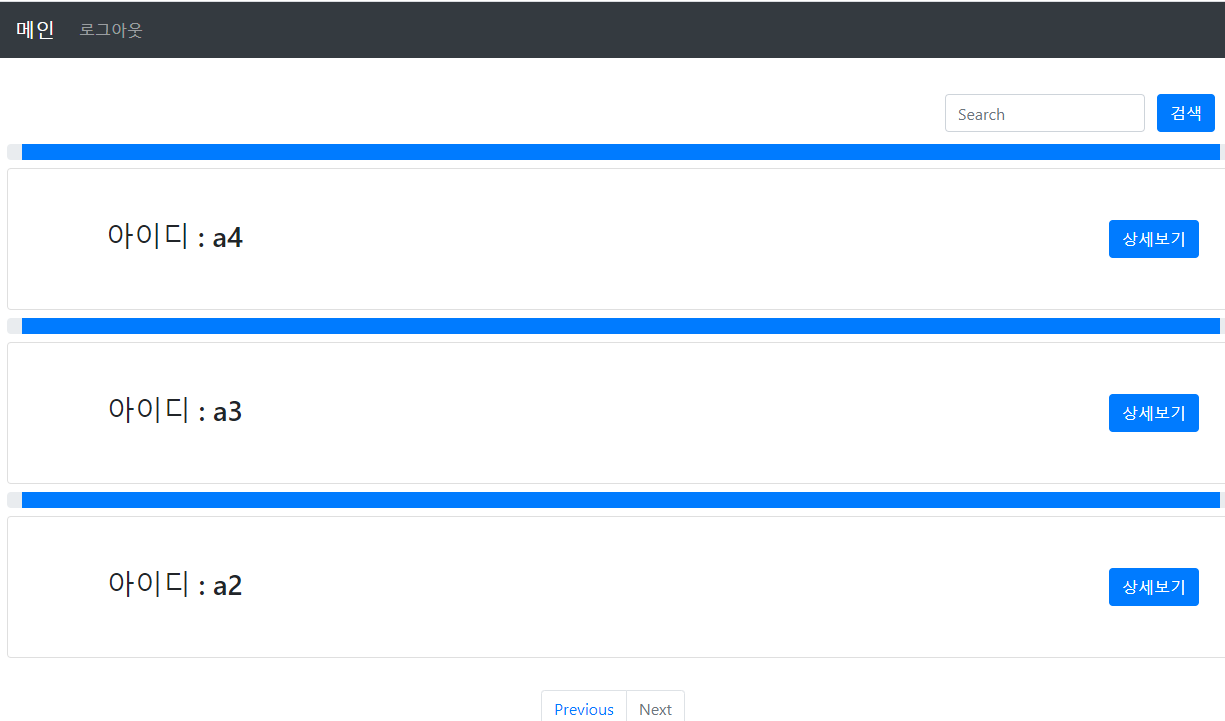 메인 로그아웃
Search 검색
아이디 : a4 상세보기
아이디 : a3 상세보기
아이디 : a2 상세보기
Previous Next